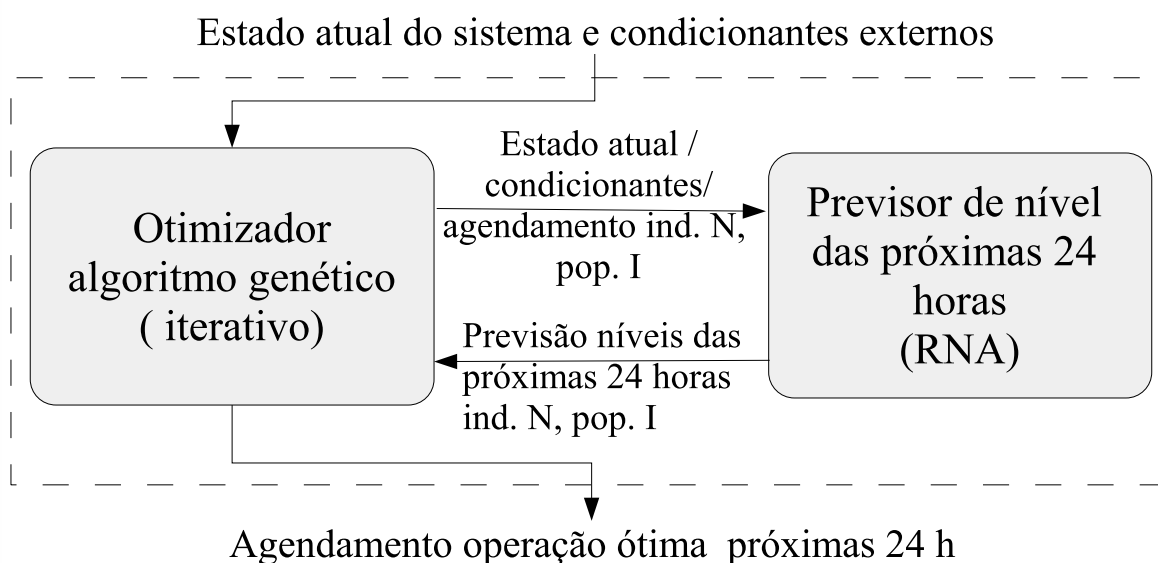 Estado atual do sistema e condicionantes externos
Otimizador
algoritmo genético
( iterativo)
Estado atual /
condicionantes/
agendamento ind. N,
pop. I
Previsão níveis das
próximas 24 horas
ind. N, pop. I
Previsor de nível
das próximas 24
horas
(RNA)
Agendamento operação ótima próximas 24 h